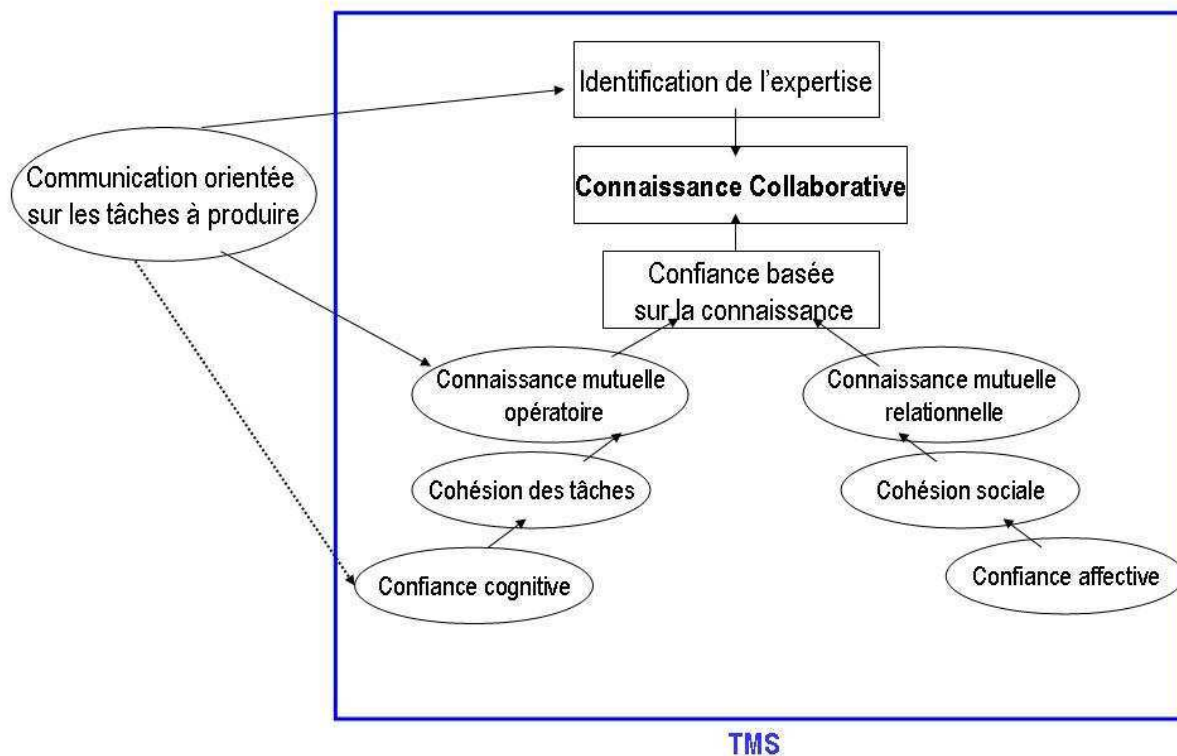 Identification de l'expertise
Communication orientée
sur les tâches à produire
Connaissance Collaborative
Confiance basée
sur la connaissance
Connaissance mutuelle
opératoire
Connaissance mutuelle
relationnelle
Cohésion des tâches
Cohésion sociale
Confiance cognitive
Confiance affective
TMS